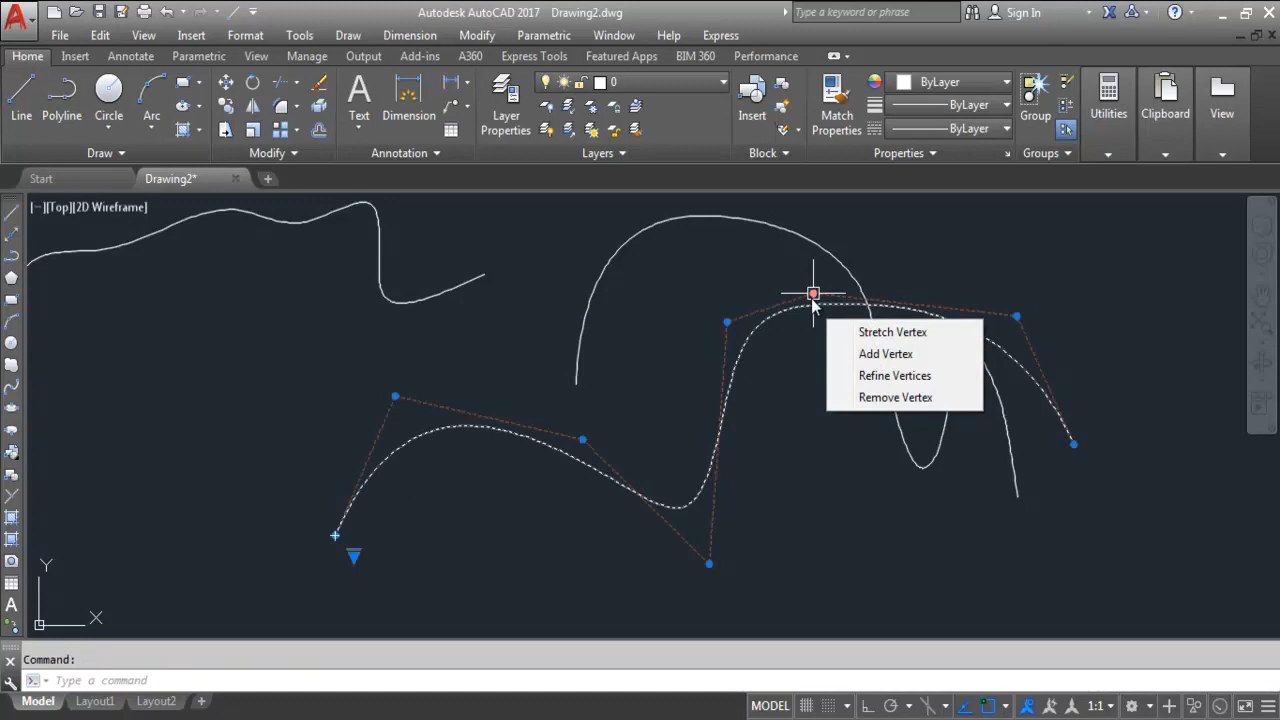 Autodesk AutoCAD 2017 Drawing2.dwg
Type a keyword or phrase
Sign In
File Edit View Insert Format Tools Draw Dimension Modify Parametric Window Help Express
Home Insert Annotate Parametric View Manage Output Add-ins A360 Express Tools Featured Apps BIM 360 Performance
Line Polyline Circle Arc
Text Dimension
Layer Properties
0
Insert
Match Properties
ByLayer
ByLayer
ByLayer
Group
Utilities
Clipboard
View
Draw Modify Annotation Layers Block Properties Groups
Start Drawing2*
[−][Top][2D Wireframe]
Stretch Vertex
Add Vertex
Refine Vertices
Remove Vertex
Y
X
A
Command:
Type a command
Model Layout1 Layout2
MODEL
1:1